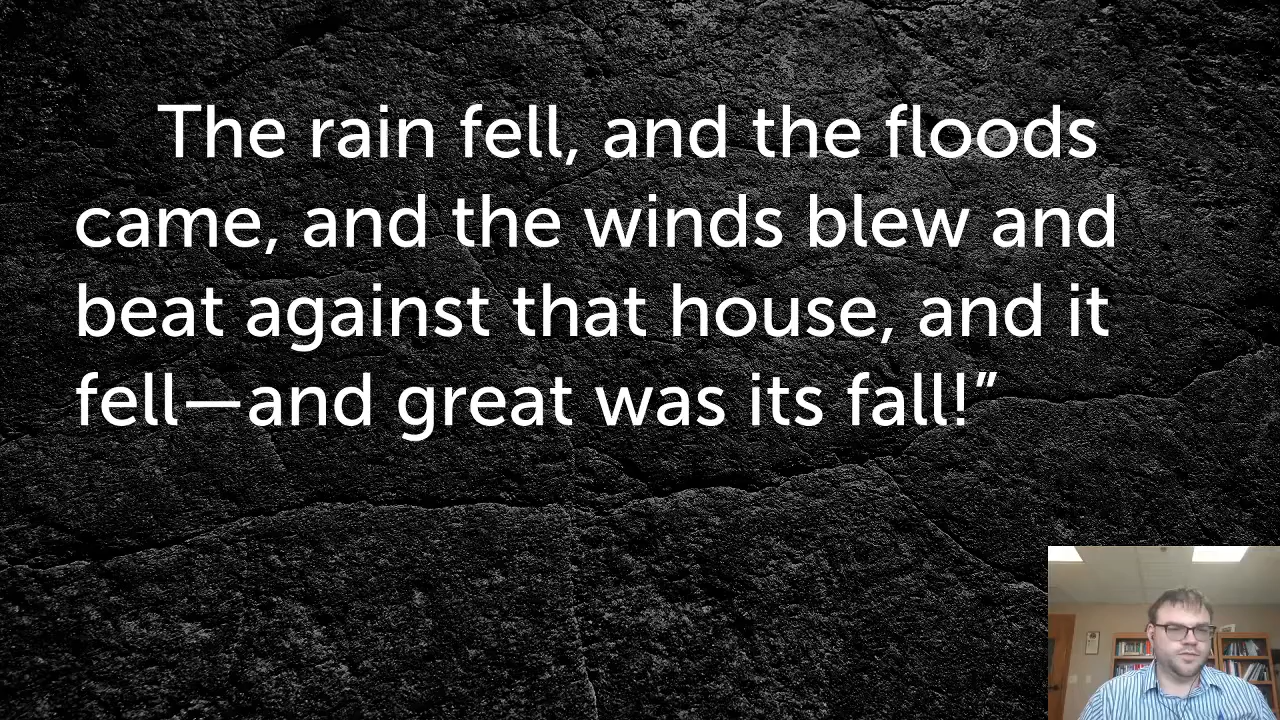 The rain fell, and the floods
came, and the winds blew and
beat against that house, and it
fell—and great was its fall!”